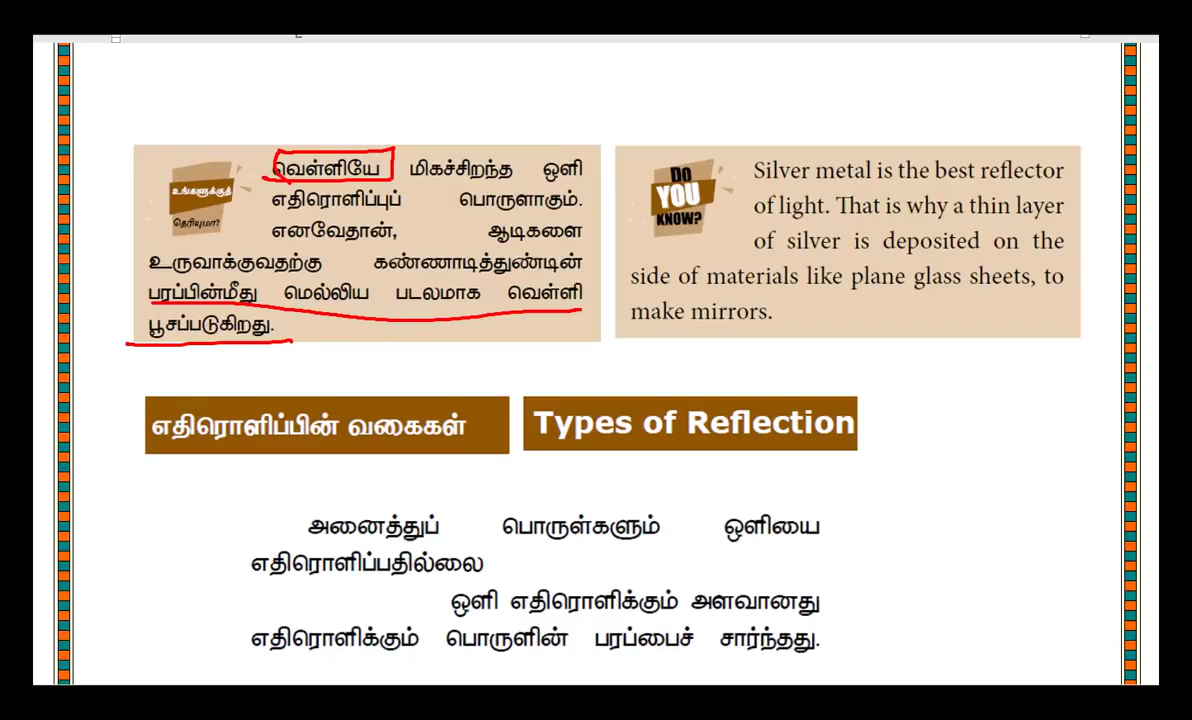 உங்களுக்குத்
தெரியுமா?
வெள்ளியே மிகச்சிறந்த ஒளி
எதிரொளிப்புப் பொருளாகும்.
எனவேதான், ஆடிகளை
உருவாக்குவதற்கு கண்ணாடித்துண்டின்
பரப்பின்மீது மெல்லிய படலமாக வெள்ளி
பூசப்படுகிறது.
DO
YOU
KNOW?
Silver metal is the best reflector
of light. That is why a thin layer
of silver is deposited on the
side of materials like plane glass sheets, to
make mirrors.
எதிரொளிப்பின் வகைகள்
Types of Reflection
அனைத்துப் பொருள்களும் ஒளியை
எதிரொளிப்பதில்லை
ஒளி எதிரொளிக்கும் அளவானது
எதிரொளிக்கும் பொருளின் பரப்பைச் சார்ந்தது.